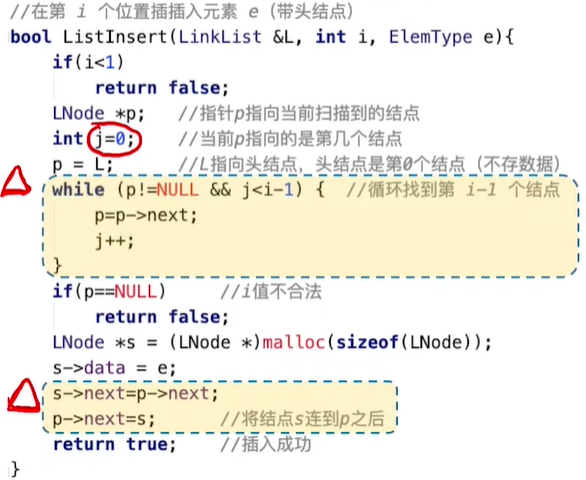 //在第 i 个位置插插入元素 e（带头结点）
bool ListInsert(LinkList &L, int i, ElemType e){
if(i<1)
return false;
LNode *p; //指针p指向当前扫描到的结点
int j=0; //当前p指向的是第几个结点
p = L; //L指向头结点，头结点是第0个结点（不存数据）
while (p!=NULL && j<i-1) { //循环找到第 i-1 个结点
p=p->next;
j++;
}
if(p==NULL) //i值不合法
return false;
LNode *s = (LNode *)malloc(sizeof(LNode));
s->data = e;
s->next=p->next;
p->next=s; //将结点s连到p之后
return true; //插入成功
}